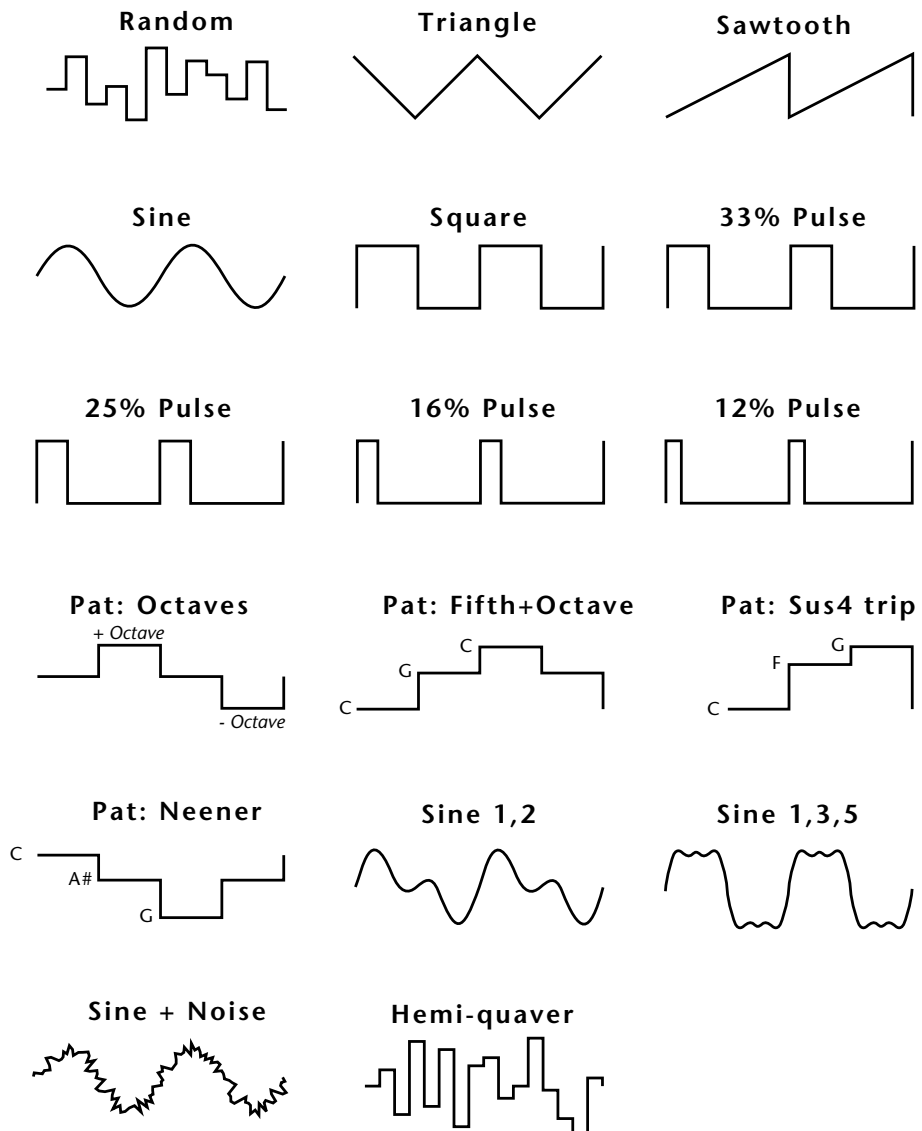 Random
Triangle
Sawtooth
Sine
Square
33% Pulse
25% Pulse
16% Pulse
12% Pulse
Pat: Octaves
+ Octave
- Octave
Pat: Fifth+Octave
C
G
C
Pat: Sus4 trip
G
F
C
Pat: Neener
C
A#
G
Sine 1,2
Sine 1,3,5
Sine + Noise
Hemi-quaver